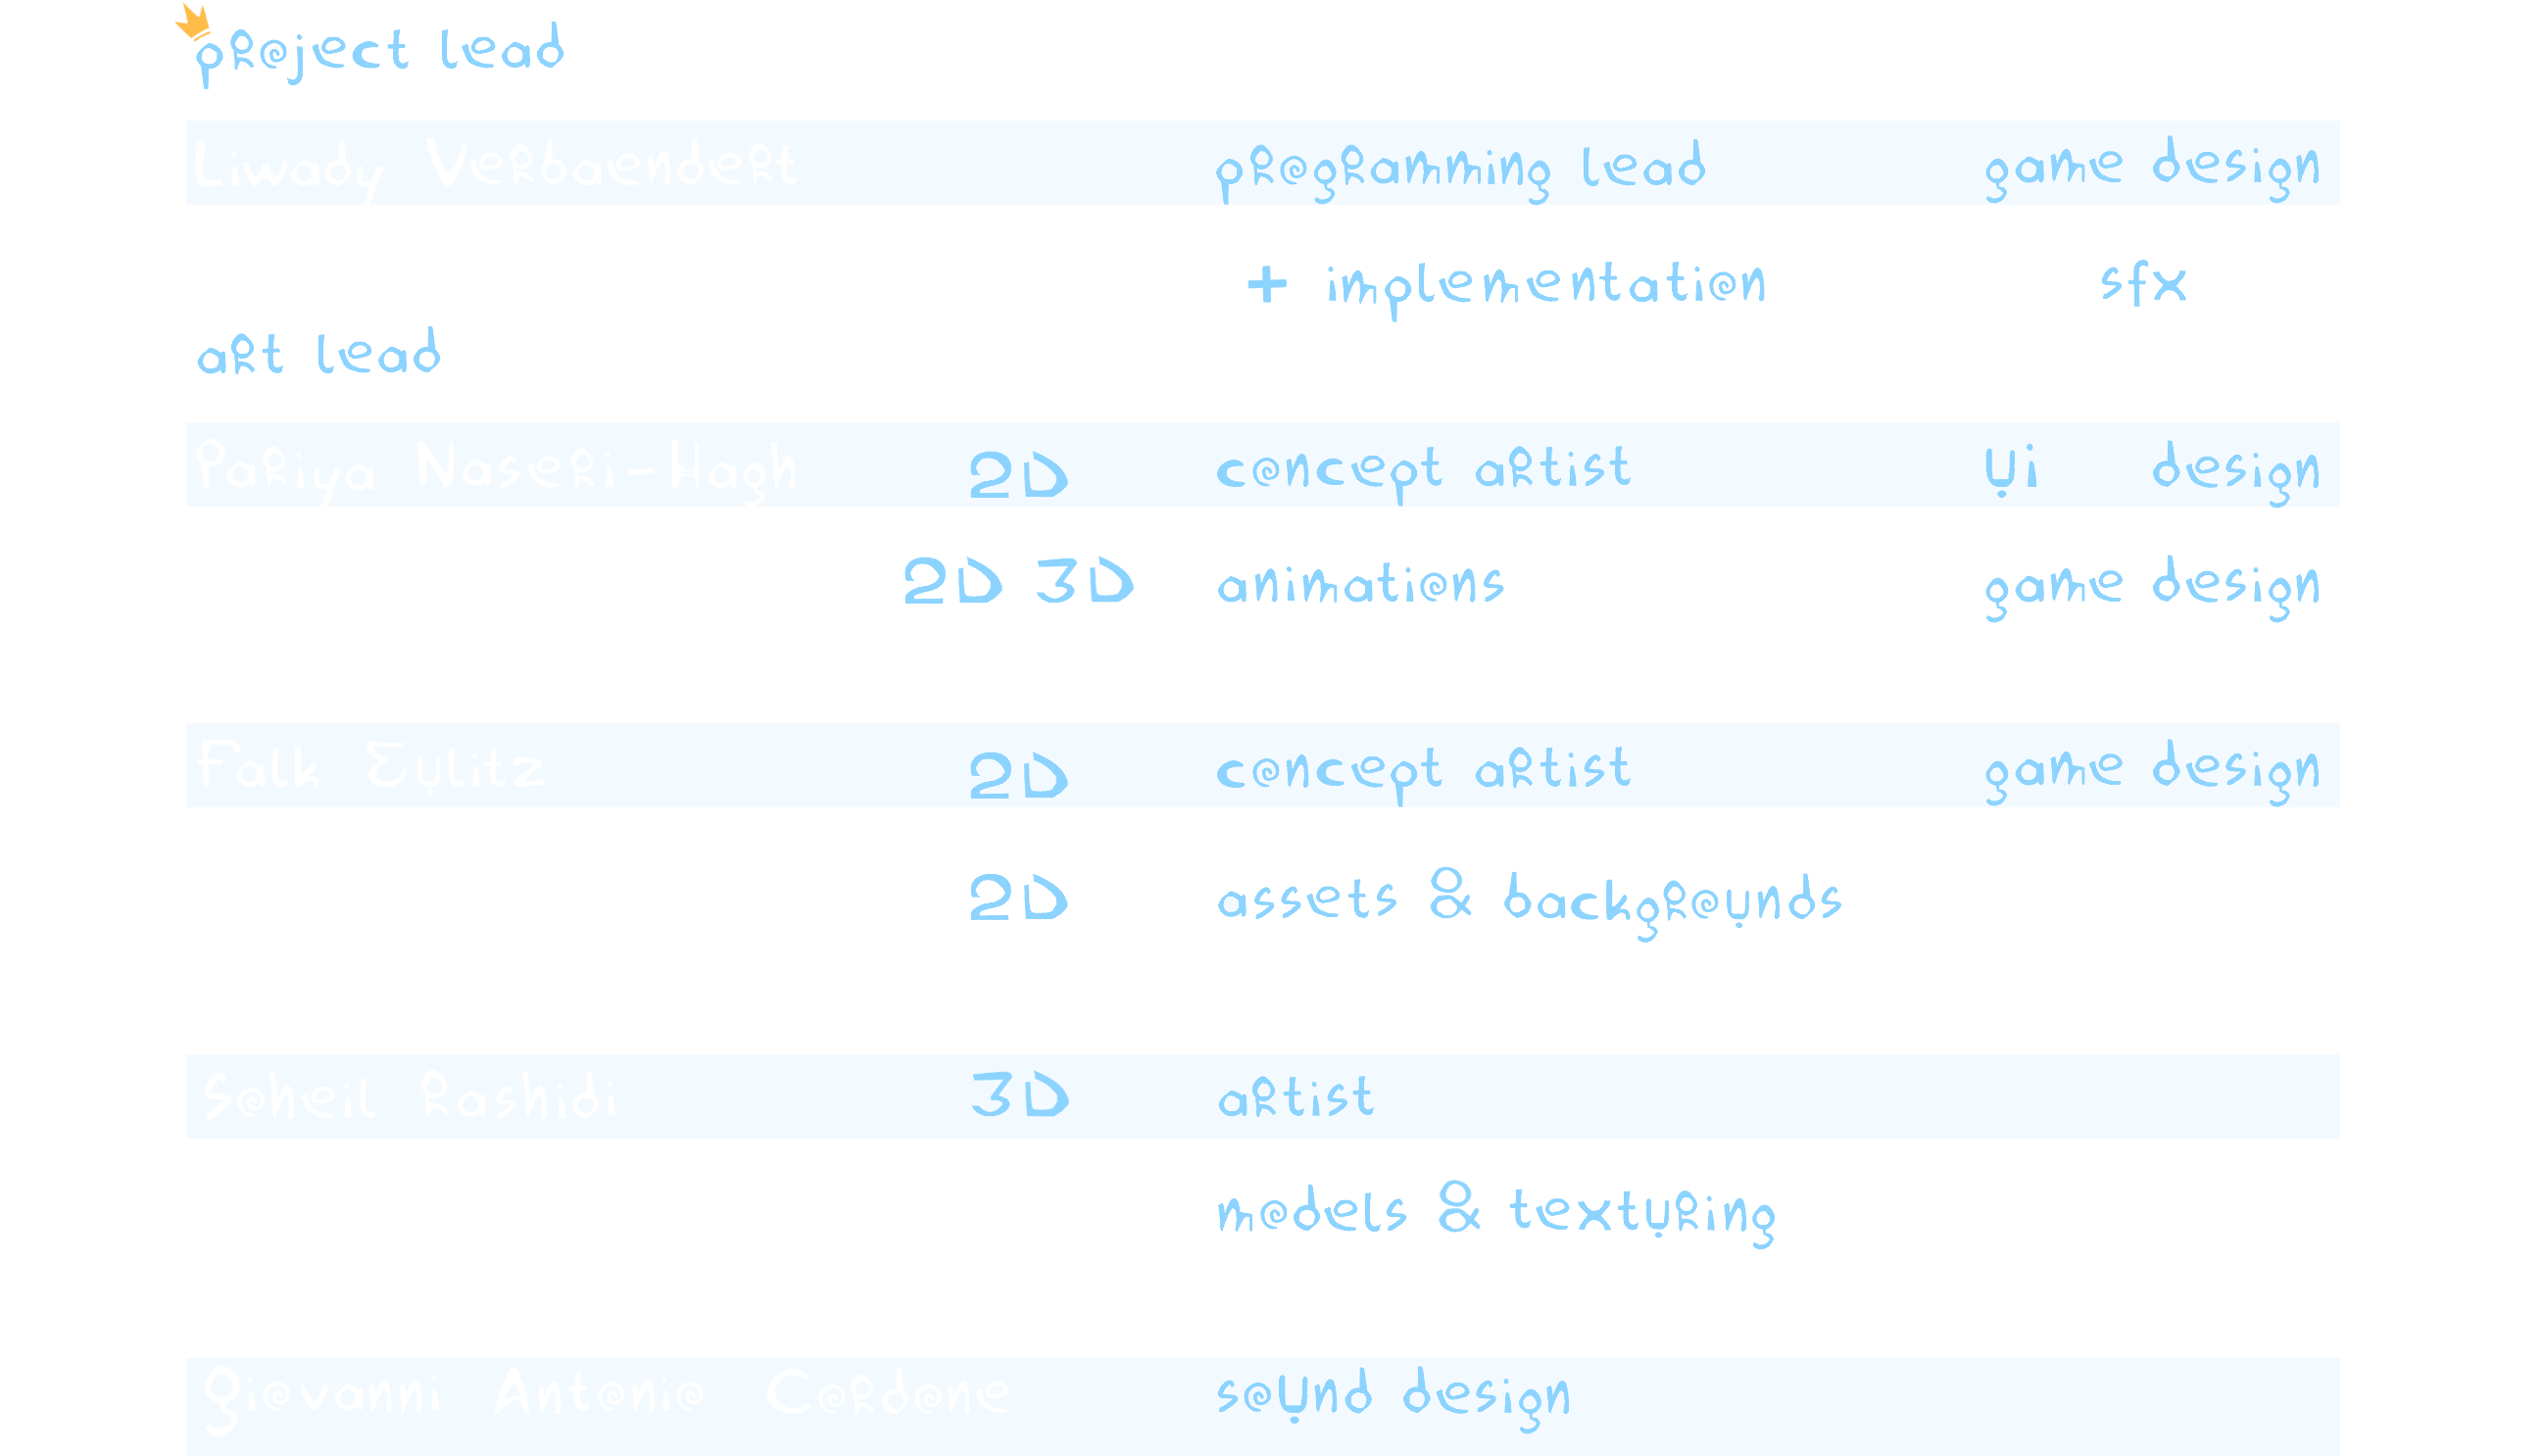 project lead
Liwady Verbaendert programming lead game design
+ inplementation sfx
art lead
Pariya Naseri-Hagh 2D concept artist ui design
2D 3D animations game design
Falk Eulitz 2D concept artist game design
2D assets & backgrounds
Soheil Rashidi 3D artist
models & texturing
Giovanni Antonio Cordone sound design